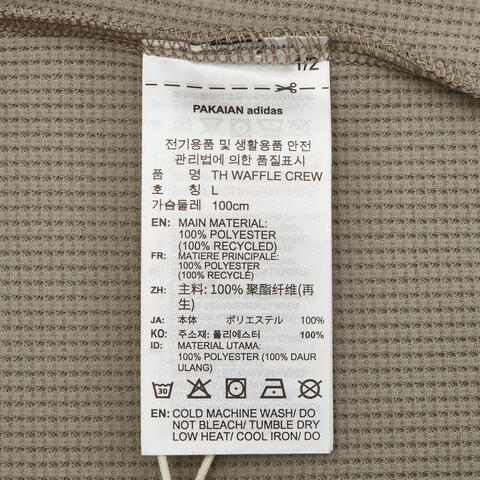 1/2
PAKAIAN adidas
전기용품 및 생활용품 안전
관리법에 의한 품질표시
품 명 TH WAFFLE CREW
호 칭 L
가슴둘레 100cm
EN: MAIN MATERIAL:
100% POLYESTER
(100% RECYCLED)
FR: MATIERE PRINCIPALE:
100% POLYESTER
(100% RECYCLÉ)
ZH: 主料: 100% 聚酯纤维(再
生)
JA: 本体 ポリエステル 100%
KO: 주소재: 폴리에스터 100%
ID: MATERIAL UTAMA:
100% POLYESTER (100% DAUR
ULANG)
30
EN: COLD MACHINE WASH/ DO
NOT BLEACH/ TUMBLE DRY
LOW HEAT/ COOL IRON/ DO